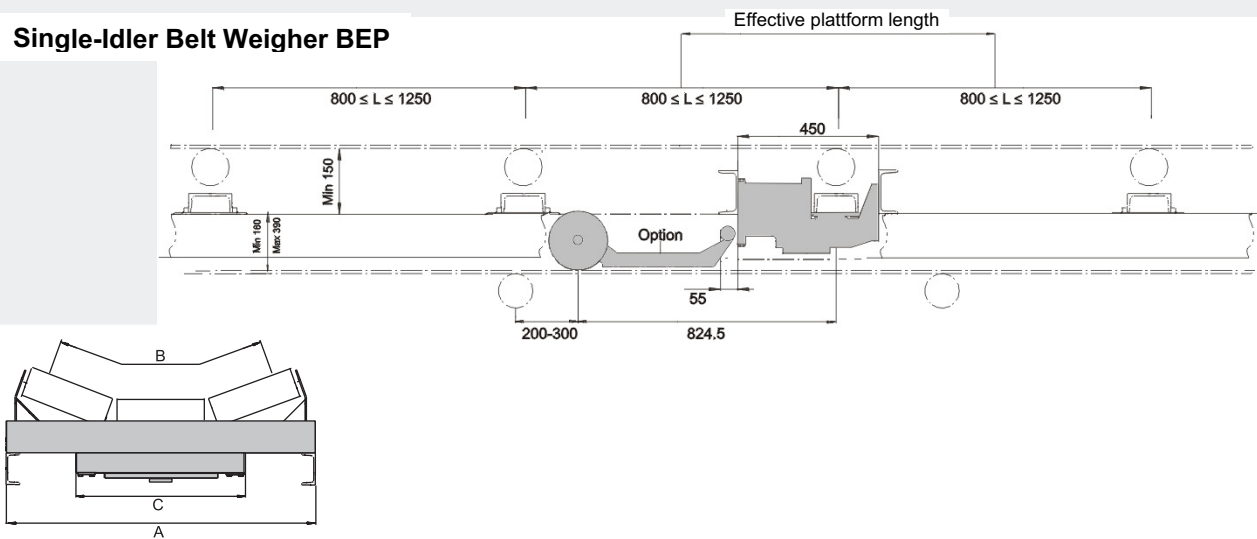 Effective plattform length
Single-Idler Belt Weigher BEP
800 ≤ L ≤ 1250
800 ≤ L ≤ 1250
800 ≤ L ≤ 1250
450
Min 150
Min 160
Max 390
Option
55
200-300
824.5
B
C
A